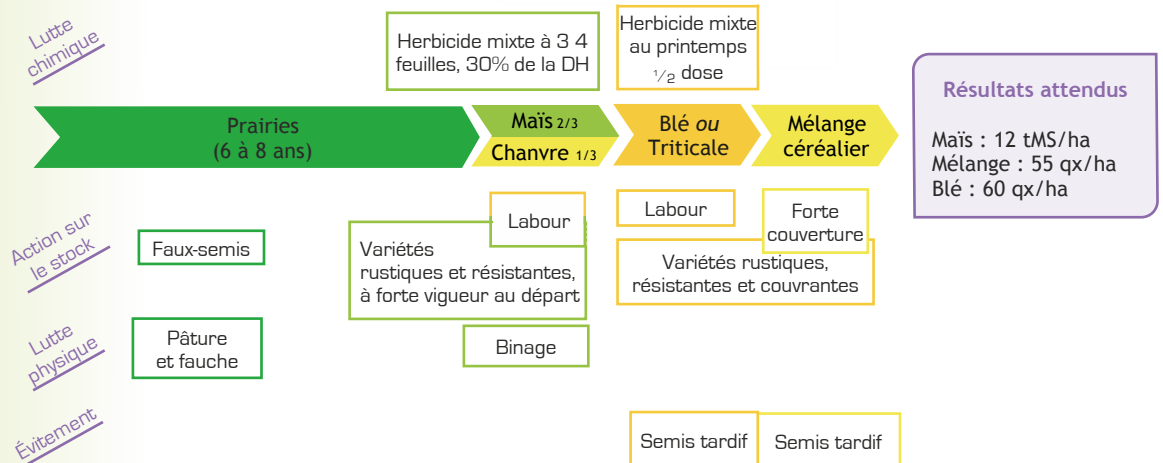 Lutte
chimique
Herbicide mixte à 3 4
feuilles, 30% de la DH
Herbicide mixte
au printemps
1/2 dose
Prairies
(6 à 8 ans)
Maïs 2/3
Chanvre 1/3
Blé ou
Triticale
Mélange
céréalier
Résultats attendus
Maïs : 12 tMS/ha
Mélange : 55 qx/ha
Blé : 60 qx/ha
Action sur
le stock
Faux-semis
Labour
Variétés
rustiques et résistantes,
à forte vigueur au départ
Labour
Forte
couverture
Variétés rustiques,
résistantes et couvrantes
Lutte
physique
Pâture
et fauche
Binage
Évitement
Semis tardif
Semis tardif